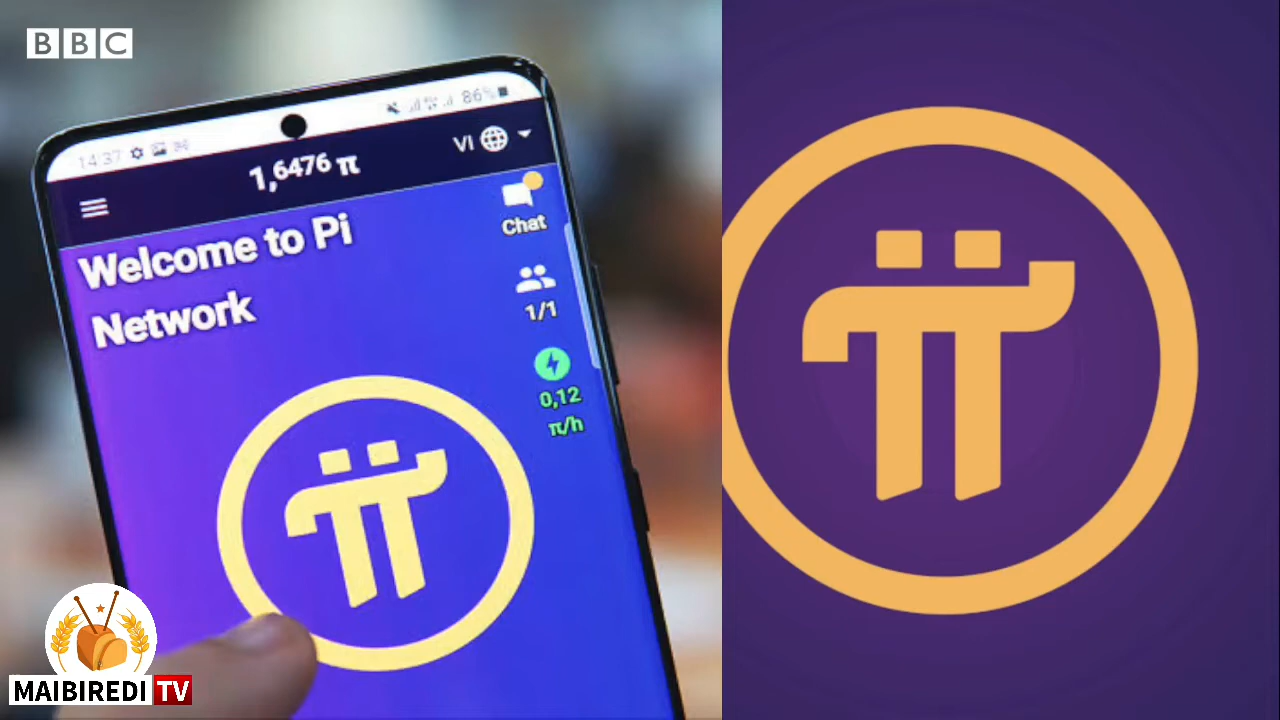 BBC
14:37
86%
1,6476 π
VI
Welcome to Pi
Network
Chat
1/1
0,12
π/h
MAIBIREDI TV